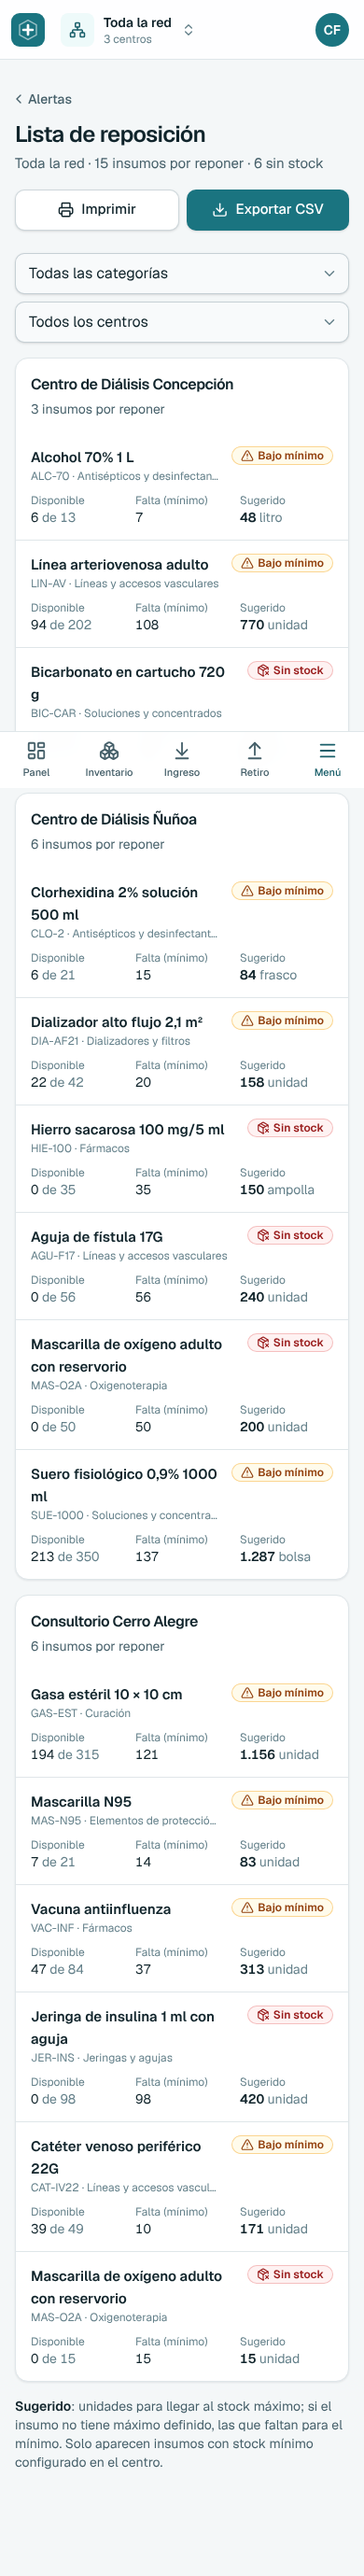 Toda la red
3 centros
CF
Alertas
Lista de reposición
Toda la red · 15 insumos por reponer · 6 sin stock
Imprimir
Exportar CSV
Todas las categorías
Todos los centros
Centro de Diálisis Concepción
3 insumos por reponer
Alcohol 70% 1 L
Bajo mínimo
ALC-70 · Antisépticos y desinfectan...
Disponible Falta (mínimo) Sugerido
6 de 13 7 48 litro
Línea arteriovenosa adulto
Bajo mínimo
LIN-AV · Líneas y accesos vasculares
Disponible Falta (mínimo) Sugerido
94 de 202 108 770 unidad
Bicarbonato en cartucho 720
g
Sin stock
BIC-CAR · Soluciones y concentrados
Panel Inventario Ingreso Retiro Menú
Centro de Diálisis Ñuñoa
6 insumos por reponer
Clorhexidina 2% solución
500 ml
Bajo mínimo
CLO-2 · Antisépticos y desinfectant...
Disponible Falta (mínimo) Sugerido
6 de 21 15 84 frasco
Dializador alto flujo 2,1 m²
Bajo mínimo
DIA-AF21 · Dializadores y filtros
Disponible Falta (mínimo) Sugerido
22 de 42 20 158 unidad
Hierro sacarosa 100 mg/5 ml
Sin stock
HIE-100 · Fármacos
Disponible Falta (mínimo) Sugerido
0 de 35 35 150 ampolla
Aguja de fístula 17G
Sin stock
AGU-F17 · Líneas y accesos vasculares
Disponible Falta (mínimo) Sugerido
0 de 56 56 240 unidad
Mascarilla de oxígeno adulto
con reservorio
Sin stock
MAS-O2A · Oxigenoterapia
Disponible Falta (mínimo) Sugerido
0 de 50 50 200 unidad
Suero fisiológico 0,9% 1000
ml
Bajo mínimo
SUE-1000 · Soluciones y concentra...
Disponible Falta (mínimo) Sugerido
213 de 350 137 1.287 bolsa
Consultorio Cerro Alegre
6 insumos por reponer
Gasa estéril 10 × 10 cm
Bajo mínimo
GAS-EST · Curación
Disponible Falta (mínimo) Sugerido
194 de 315 121 1.156 unidad
Mascarilla N95
Bajo mínimo
MAS-N95 · Elementos de protecció...
Disponible Falta (mínimo) Sugerido
7 de 21 14 83 unidad
Vacuna antiinfluenza
Bajo mínimo
VAC-INF · Fármacos
Disponible Falta (mínimo) Sugerido
47 de 84 37 313 unidad
Jeringa de insulina 1 ml con
aguja
Sin stock
JER-INS · Jeringas y agujas
Disponible Falta (mínimo) Sugerido
0 de 98 98 420 unidad
Catéter venoso periférico
22G
Bajo mínimo
CAT-IV22 · Líneas y accesos vascul...
Disponible Falta (mínimo) Sugerido
39 de 49 10 171 unidad
Mascarilla de oxígeno adulto
con reservorio
Sin stock
MAS-O2A · Oxigenoterapia
Disponible Falta (mínimo) Sugerido
0 de 15 15 15 unidad
Sugerido: unidades para llegar al stock máximo; si el
insumo no tiene máximo definido, las que faltan para el
mínimo. Solo aparecen insumos con stock mínimo
configurado en el centro.